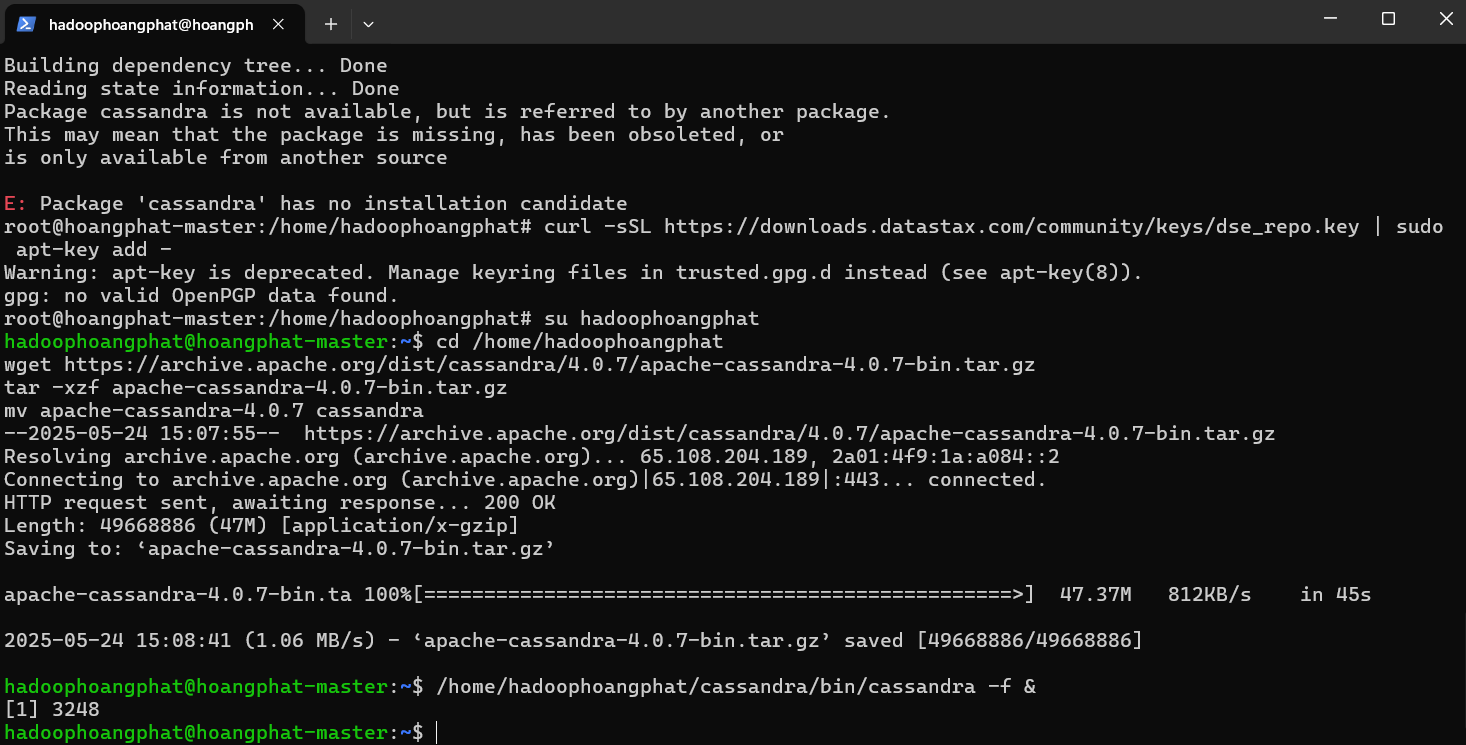 hadoophoangphat@hoangph
Building dependency tree... Done
Reading state information... Done
Package cassandra is not available, but is referred to by another package.
This may mean that the package is missing, has been obsoleted, or
is only available from another source
E: Package 'cassandra' has no installation candidate
root@hoangphat-master:/home/hadoophoangphat# curl -sSL https://downloads.datastax.com/community/keys/dse_repo.key | sudo
 apt-key add -
Warning: apt-key is deprecated. Manage keyring files in trusted.gpg.d instead (see apt-key(8)).
gpg: no valid OpenPGP data found.
root@hoangphat-master:/home/hadoophoangphat# su hadoophoangphat
hadoophoangphat@hoangphat-master:~$ cd /home/hadoophoangphat
wget https://archive.apache.org/dist/cassandra/4.0.7/apache-cassandra-4.0.7-bin.tar.gz
tar -xzf apache-cassandra-4.0.7-bin.tar.gz
mv apache-cassandra-4.0.7 cassandra
--2025-05-24 15:07:55--  https://archive.apache.org/dist/cassandra/4.0.7/apache-cassandra-4.0.7-bin.tar.gz
Resolving archive.apache.org (archive.apache.org)... 65.108.204.189, 2a01:4f9:1a:a084::2
Connecting to archive.apache.org (archive.apache.org)|65.108.204.189|:443... connected.
HTTP request sent, awaiting response... 200 OK
Length: 49668886 (47M) [application/x-gzip]
Saving to: ‘apache-cassandra-4.0.7-bin.tar.gz’
apache-cassandra-4.0.7-bin.ta 100%[=================================================>]  47.37M   812KB/s    in 45s
2025-05-24 15:08:41 (1.06 MB/s) - ‘apache-cassandra-4.0.7-bin.tar.gz’ saved [49668886/49668886]
hadoophoangphat@hoangphat-master:~$ /home/hadoophoangphat/cassandra/bin/cassandra -f &
[1] 3248
hadoophoangphat@hoangphat-master:~$